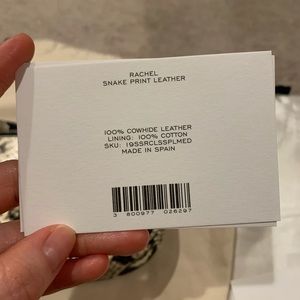 RACHEL
SNAKE PRINT LEATHER
100% COWHIDE LEATHER
LINING: 100% COTTON
SKU: 19SSRCLSSPLMED
MADE IN SPAIN
3 800977 026297